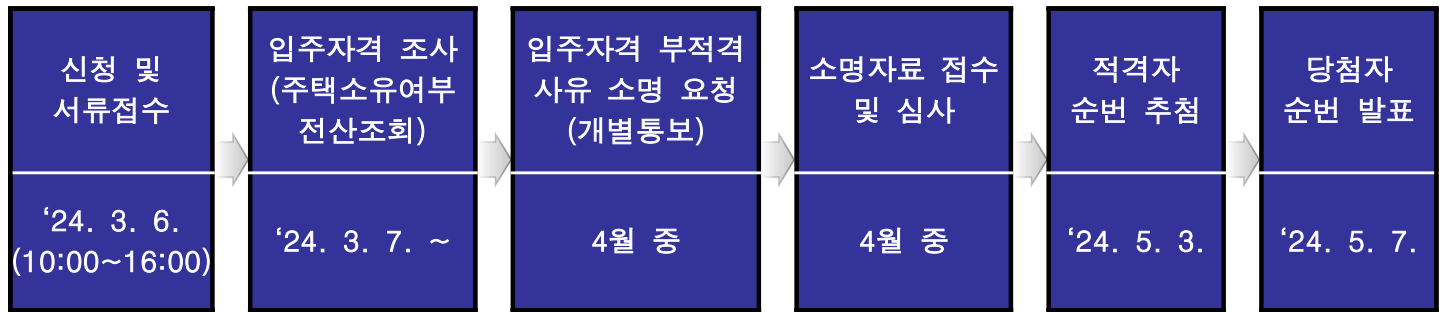 신청 및
서류접수
‘24. 3. 6.
(10:00~16:00)
입주자격 조사
(주택소유여부
전산조회)
‘24. 3. 7. ~
입주자격 부적격
사유 소명 요청
(개별통보)
4월 중
소명자료 접수
및 심사
4월 중
적격자
순번 추첨
‘24. 5. 3.
당첨자
순번 발표
‘24. 5. 7.